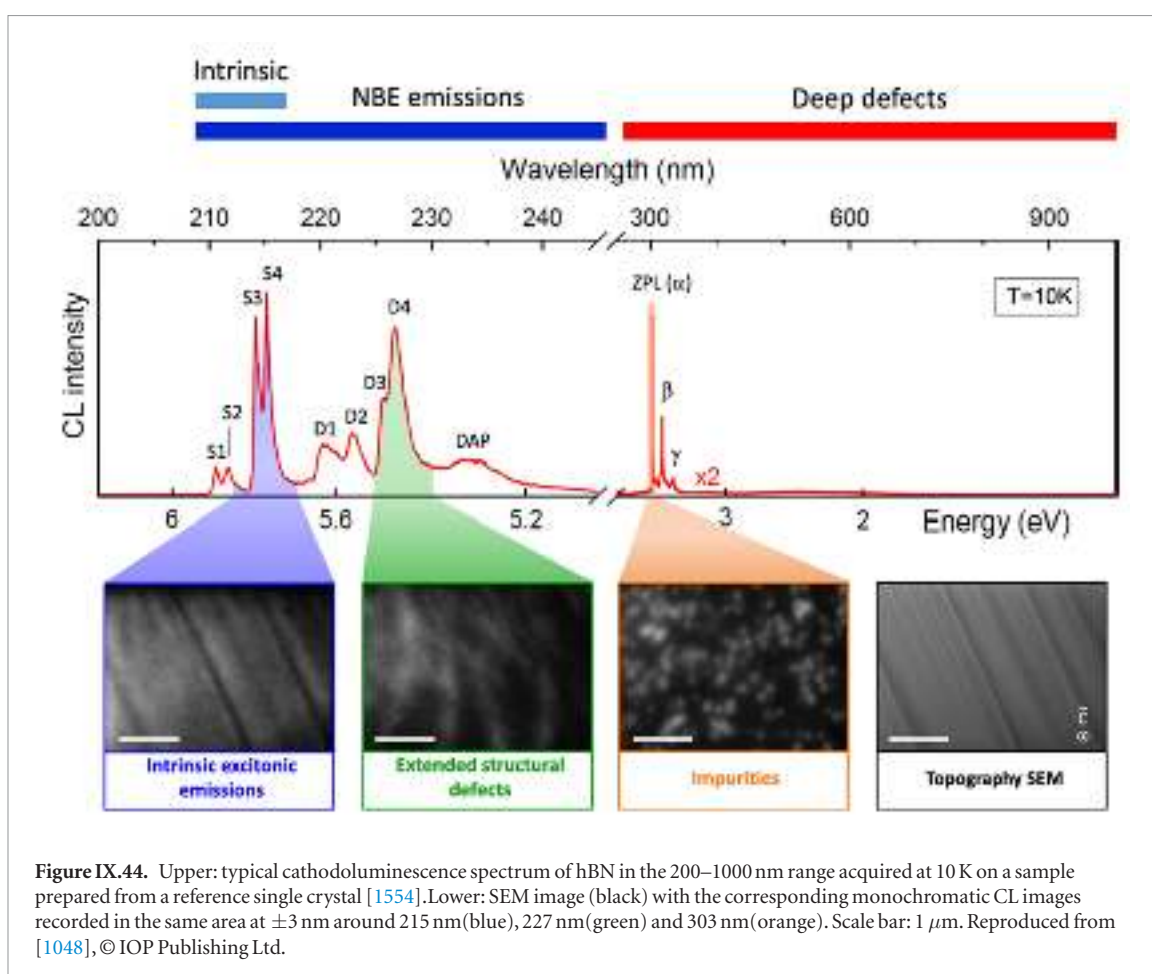 Intrinsic
NBE emissions
Deep defects
Wavelength (nm)
200 210 220 230 240 300 600 900
CL intensity
S1
S2
S3
S4
D1
D2
D3
D4
DAP
ZPL (α)
β
γ
x2
T=10K
6 5.6 5.2 3 2 Energy (eV)
Intrinsic excitonic
emissions
Extended structural
defects
Impurities
Topography SEM
Figure IX.44. Upper: typical cathodoluminescence spectrum of hBN in the 200–1000 nm range acquired at 10 K on a sample
prepared from a reference single crystal [1554].Lower: SEM image (black) with the corresponding monochromatic CL images
recorded in the same area at ±3 nm around 215 nm(blue), 227 nm(green) and 303 nm(orange). Scale bar: 1 μm. Reproduced from
[1048], © IOP Publishing Ltd.